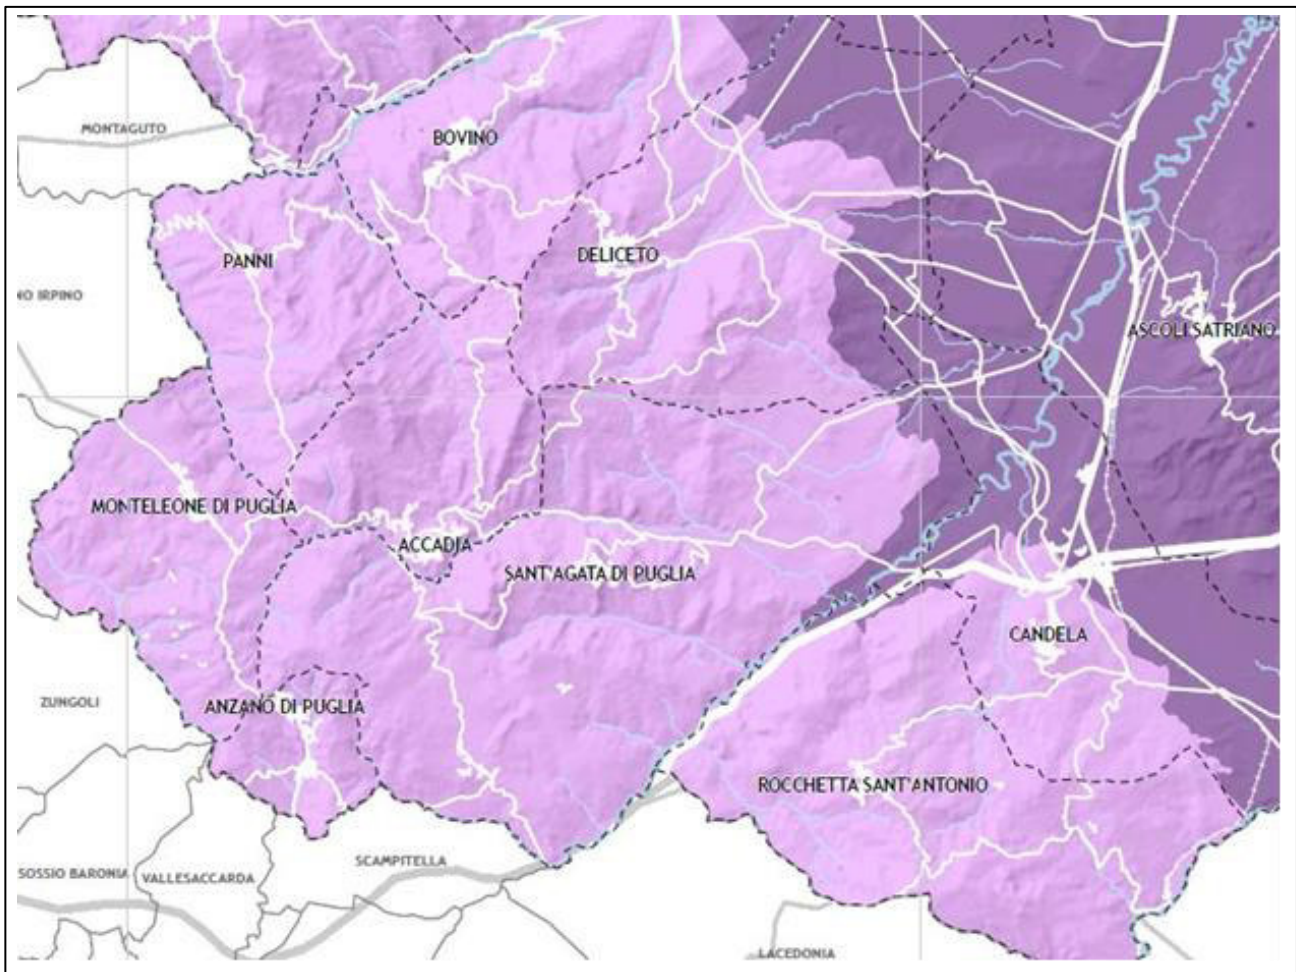 MONTAGUTO
BOVINO
PANNI
DELICETO
NO IRPINO
ASCOLI SATRIANO
MONTELEONE DI PUGLIA
ACCADIA
SANT'AGATA DI PUGLIA
CANDELA
ZUNGOLI
ANZANO DI PUGLIA
ROCCHETTA SANT'ANTONIO
SCAMPITELLA
SOSSIO BARONIA
VALLESACCARDA
LACEDONIA